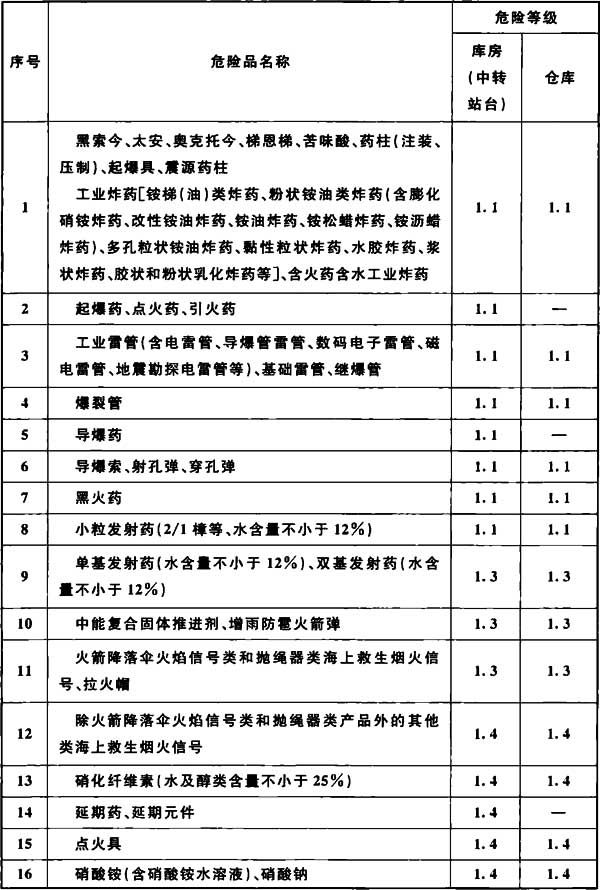 序号 危险品名称 危险等级
库房(中转站台) 仓库
1 黑索今、太安、奥克托今、梯恩梯、苦味酸、药柱(注装、
压制)、起爆具、震源药柱
工业炸药[铵梯(油)类炸药、粉状铵油类炸药(含膨化
硝铵炸药、改性铵油炸药、铵油炸药、铵松蜡炸药、铵沥蜡
炸药)、多孔粒状铵油炸药、黏性粒状炸药、水胶炸药、浆
状炸药、胶状和粉状乳化炸药等]、含火药含水工业炸药 1.1 1.1
2 起爆药、点火药、引火药 1.1 —
3 工业雷管(含电雷管、导爆管雷管、数码电子雷管、磁
电雷管、地震勘探电雷管等)、基础雷管、继爆管 1.1 1.1
4 爆裂管 1.1 1.1
5 导爆药 1.1 —
6 导爆索、射孔弹、穿孔弹 1.1 1.1
7 黑火药 1.1 1.1
8 小粒发射药(2/1樟等、水含量不小于12%) 1.1 1.1
9 单基发射药(水含量不小于12%)、双基发射药(水含
量不小于12%) 1.3 1.3
10 中能复合固体推进剂、增雨防雹火箭弹 1.3 1.3
11 火箭降落伞火焰信号类和抛绳器类海上救生烟火信
号、拉火帽 1.3 1.3
12 除火箭降落伞火焰信号类和抛绳器类产品外的其他
类海上救生烟火信号 1.4 1.4
13 硝化纤维素(水及醇类含量不小于25%) 1.4 1.4
14 延期药、延期元件 1.4 —
15 点火具 1.4 1.4
16 硝酸铵(含硝酸铵水溶液)、硝酸钠 1.4 1.4